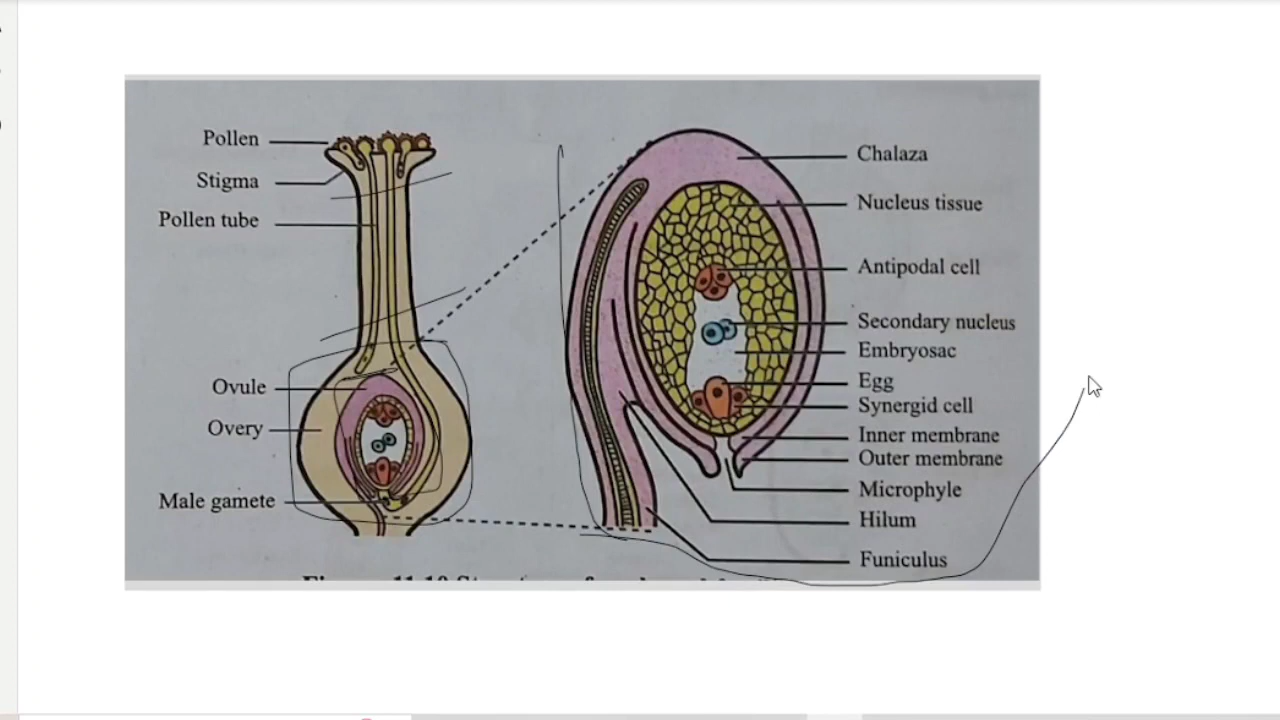 Pollen
Stigma
Pollen tube
Ovule
Overy
Male gamete
Chalaza
Nucleus tissue
Antipodal cell
Secondary nucleus
Embryosac
Egg
Synergid cell
Inner membrane
Outer membrane
Microphyle
Hilum
Funiculus